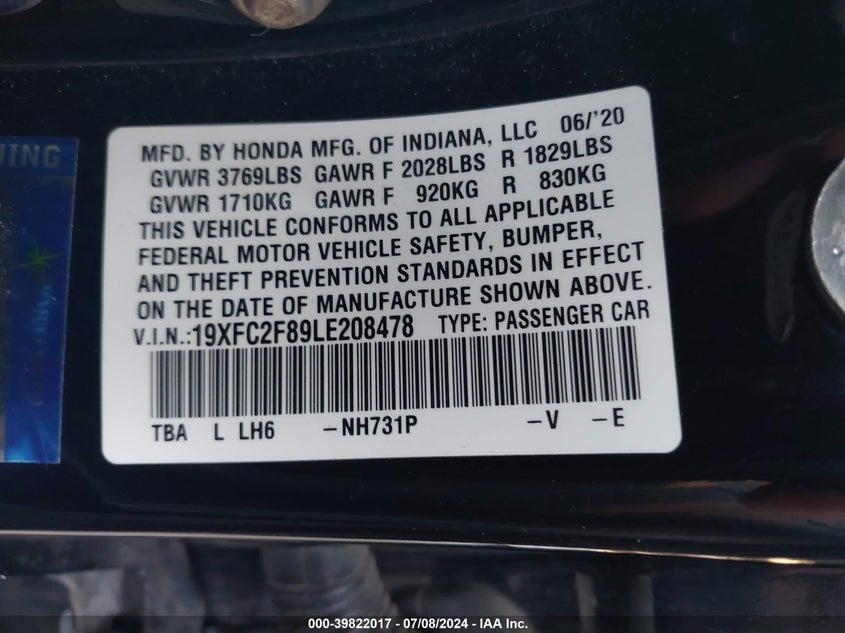 NING
MFD. BY HONDA MFG. OF INDIANA, LLC 06/'20
GVWR 3769LBS GAWR F 2028LBS R 1829LBS
GVWR 1710KG GAWR F 920KG R 830KG
THIS VEHICLE CONFORMS TO ALL APPLICABLE
FEDERAL MOTOR VEHICLE SAFETY, BUMPER,
AND THEFT PREVENTION STANDARDS IN EFFECT
ON THE DATE OF MANUFACTURE SHOWN ABOVE.
V.I.N.:19XFC2F89LE208478 TYPE: PASSENGER CAR
TBA L LH6 –NH731P –V –E
000-39822017 / 07/08/2024 - IAA Inc.